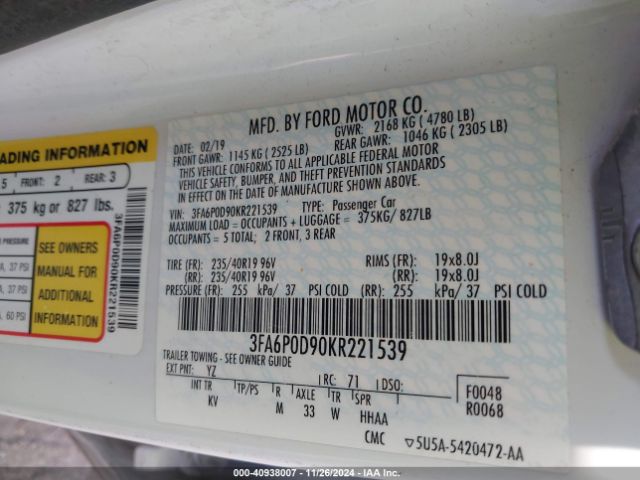 MFD. BY FORD MOTOR CO.
DATE: 02/19 GVWR: 2168 KG ( 4780 LB)
FRONT GAWR: 1145 KG ( 2525 LB) REAR GAWR: 1046 KG ( 2305 LB)
THIS VEHICLE CONFORMS TO ALL APPLICABLE FEDERAL MOTOR
VEHICLE SAFETY, BUMPER, AND THEFT PREVENTION STANDARDS
IN EFFECT ON THE DATE OF MANUFACTURE SHOWN ABOVE.
VIN: 3FA6P0D90KR221539 TYPE: Passenger Car
MAXIMUM LOAD = OCCUPANTS + LUGGAGE = 375KG/ 827LB
OCCUPANTS = 5 TOTAL; 2 FRONT, 3 REAR
TIRE (FR): 235/40R19 96V RIMS (FR): 19x8.0J
(RR): 235/40R19 96V (RR): 19x8.0J
PRESSURE (FR): 255 kPa/ 37 PSI COLD (RR): 255 kPa/ 37 PSI COLD
3FA6P0D90KR221539
TRAILER TOWING - SEE OWNER GUIDE
EXT PNT: YZ RC: 71 DSO: F0048
R0068
INT TR TP/PS R AXLE TR SPR
KV M 33 W HHAA
CMC 5U5A-5420472-AA
ADING INFORMATION
5 FRONT: 2 REAR: 3
375 kg or 827 lbs.
SEE OWNERS
MANUAL FOR
ADDITIONAL
INFORMATION
A, 37 PSI
A, 37 PSI
A, 60 PSI
3FA6P0D90KR221539
000-40938007 - 11/26/2024 - IAA Inc.